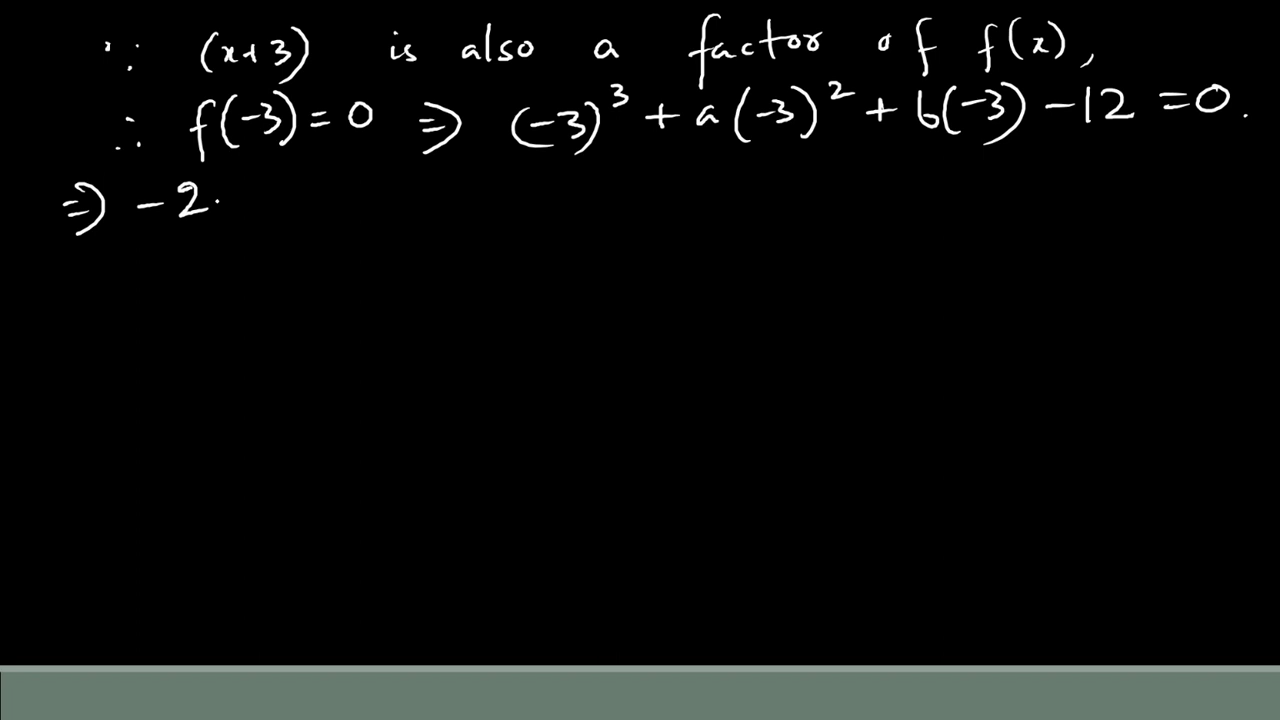 ∵ (x+3) is also a factor of f(x),
∴ f(-3) = 0 ⇒ (-3)³ + a(-3)² + b(-3) - 12 = 0.
⇒ - 2